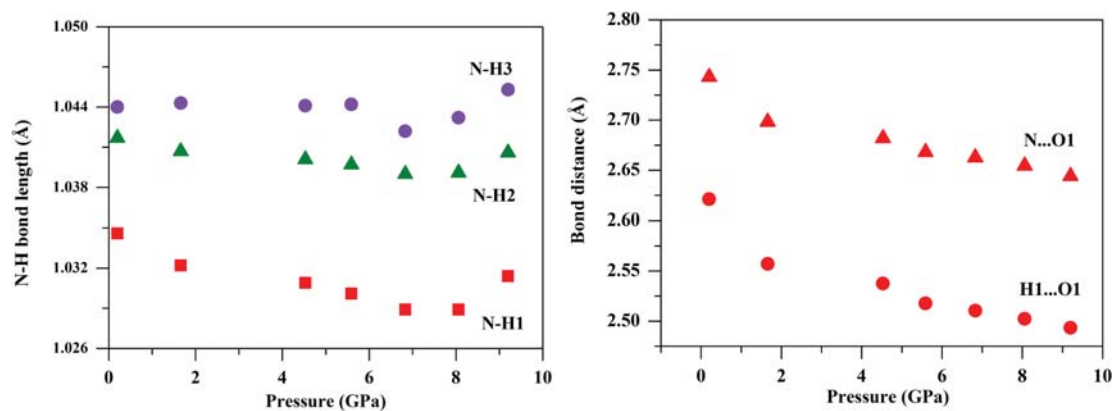 1.050
1.044
1.038
1.032
1.026
N-H bond length (Å)
N-H3
N-H2
N-H1
0 2 4 6 8 10
Pressure (GPa)
2.80
2.75
2.70
2.65
2.60
2.55
2.50
Bond distance (Å)
N...O1
H1...O1
0 2 4 6 8 10
Pressure (GPa)